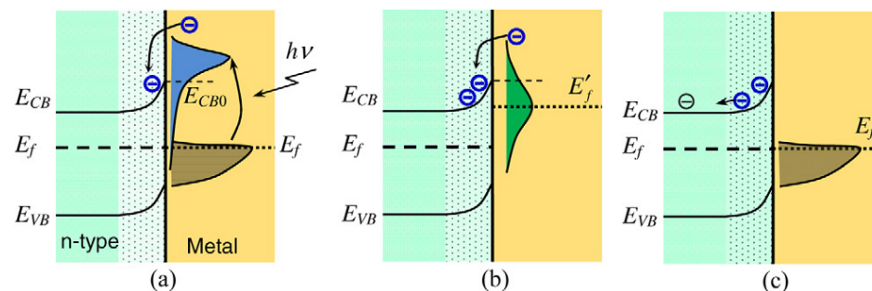 hν
E_CB
E_CB0
E_f
E_f
E_VB
n-type
Metal
(a)
E_CB
E'_f
E_f
E_VB
(b)
E_CB
E_f
E_f
E_VB
(c)